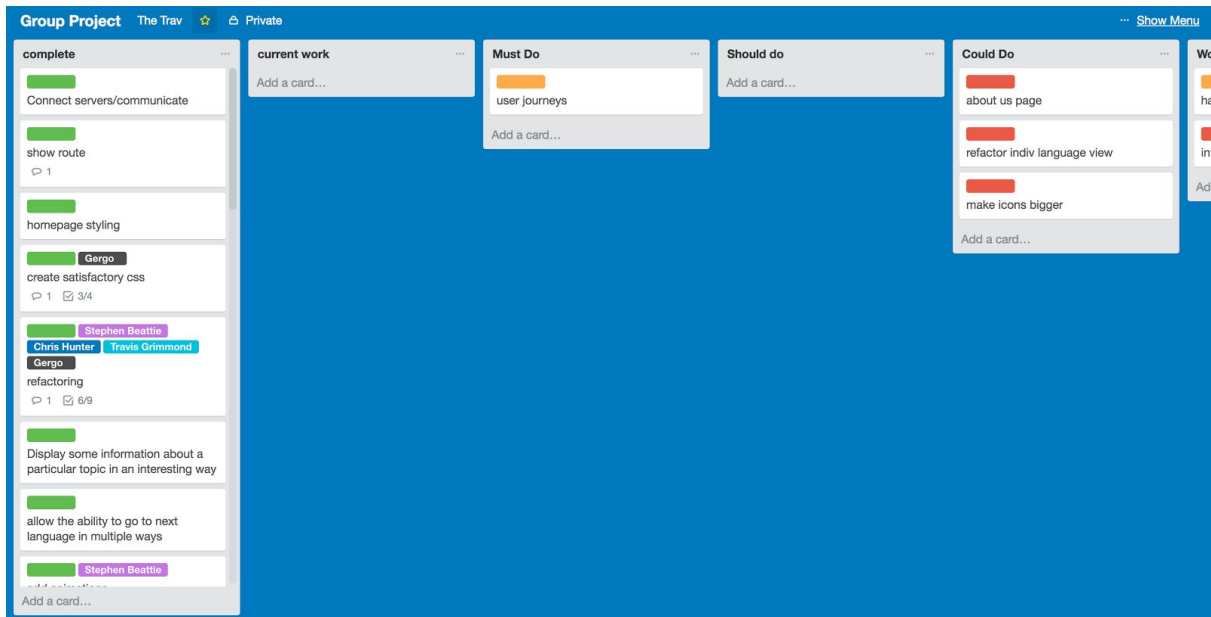 Group Project The Trav Private ... Show Menu
complete ...
Connect servers/communicate
show route
1
homepage styling
Gergo
create satisfactory css
1 3/4
Stephen Beattie
Chris Hunter Travis Grimmond
Gergo
refactoring
1 6/9
Display some information about a
particular topic in an interesting way
allow the ability to go to next
language in multiple ways
Stephen Beattie
Add a card...
current work ...
Add a card...
Must Do ...
user journeys
Add a card...
Should do ...
Add a card...
Could Do ...
about us page
refactor indiv language view
make icons bigger
Add a card...
Wo
ha
Ad